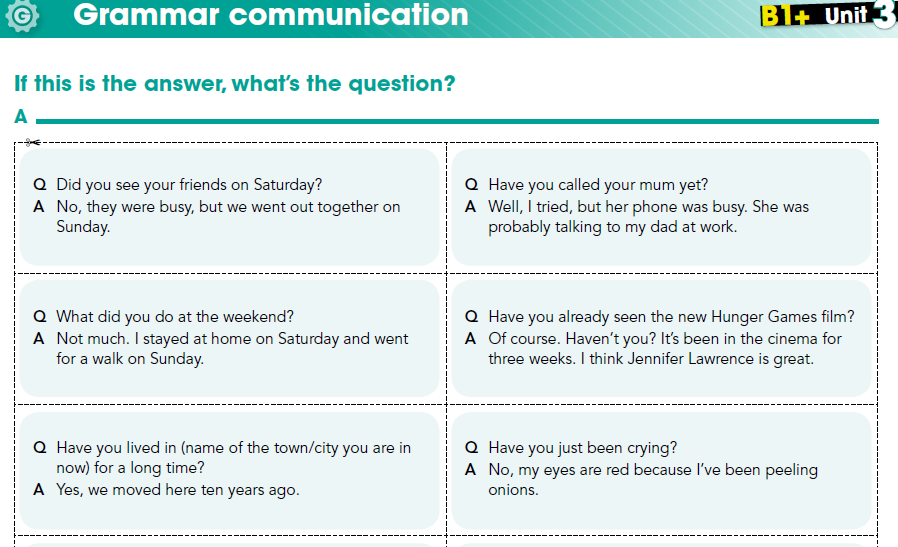 G Grammar communication
B1+ Unit 3
If this is the answer, what's the question?
A
Q Did you see your friends on Saturday?
A No, they were busy, but we went out together on
Sunday.
Q Have you called your mum yet?
A Well, I tried, but her phone was busy. She was
probably talking to my dad at work.
Q What did you do at the weekend?
A Not much. I stayed at home on Saturday and went
for a walk on Sunday.
Q Have you already seen the new Hunger Games film?
A Of course. Haven't you? It's been in the cinema for
three weeks. I think Jennifer Lawrence is great.
Q Have you lived in (name of the town/city you are in
now) for a long time?
A Yes, we moved here ten years ago.
Q Have you just been crying?
A No, my eyes are red because I've been peeling
onions.